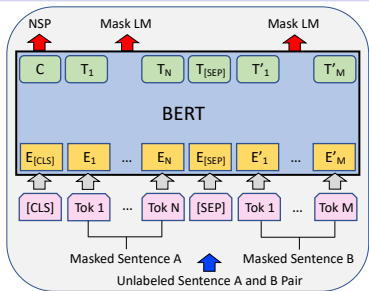 NSP Mask LM Mask LM
C T1 TN T[SEP] T'1 T'M
BERT
E[CLS] E1 ... EN E[SEP] E'1 ... E'M
[CLS] Tok 1 ... Tok N [SEP] Tok 1 ... Tok M
Masked Sentence A Masked Sentence B
Unlabeled Sentence A and B Pair